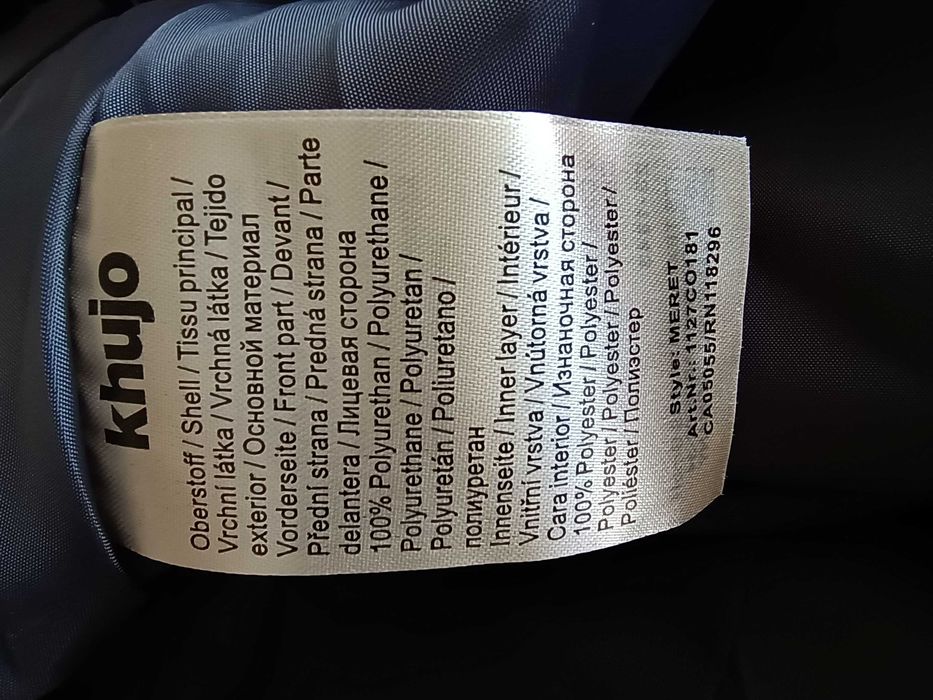 khujo
Oberstoff / Shell / Tissu principal /
Vrchní látka / Vrchná látka / Tejido
exterior / Основной материал
Vorderseite / Front part / Devant /
Přední strana / Predná strana / Parte
delantera / Лицевая сторона
100% Polyurethan / Polyurethane /
Polyurethane / Polyuretan /
Polyuretan / Poliuretano /
полиуретан
Innenseite / Inner layer / Intérieur /
Vnitřní vrstva / Vnútorná vrstva /
Cara interior / Изнаночная сторона
100% Polyester / Polyester /
Polyester / Polyester / Polyester /
Poliéster / Полиэстер
Style: MERET
Art-Nr.: 1127CO181
CA05055/RN118296